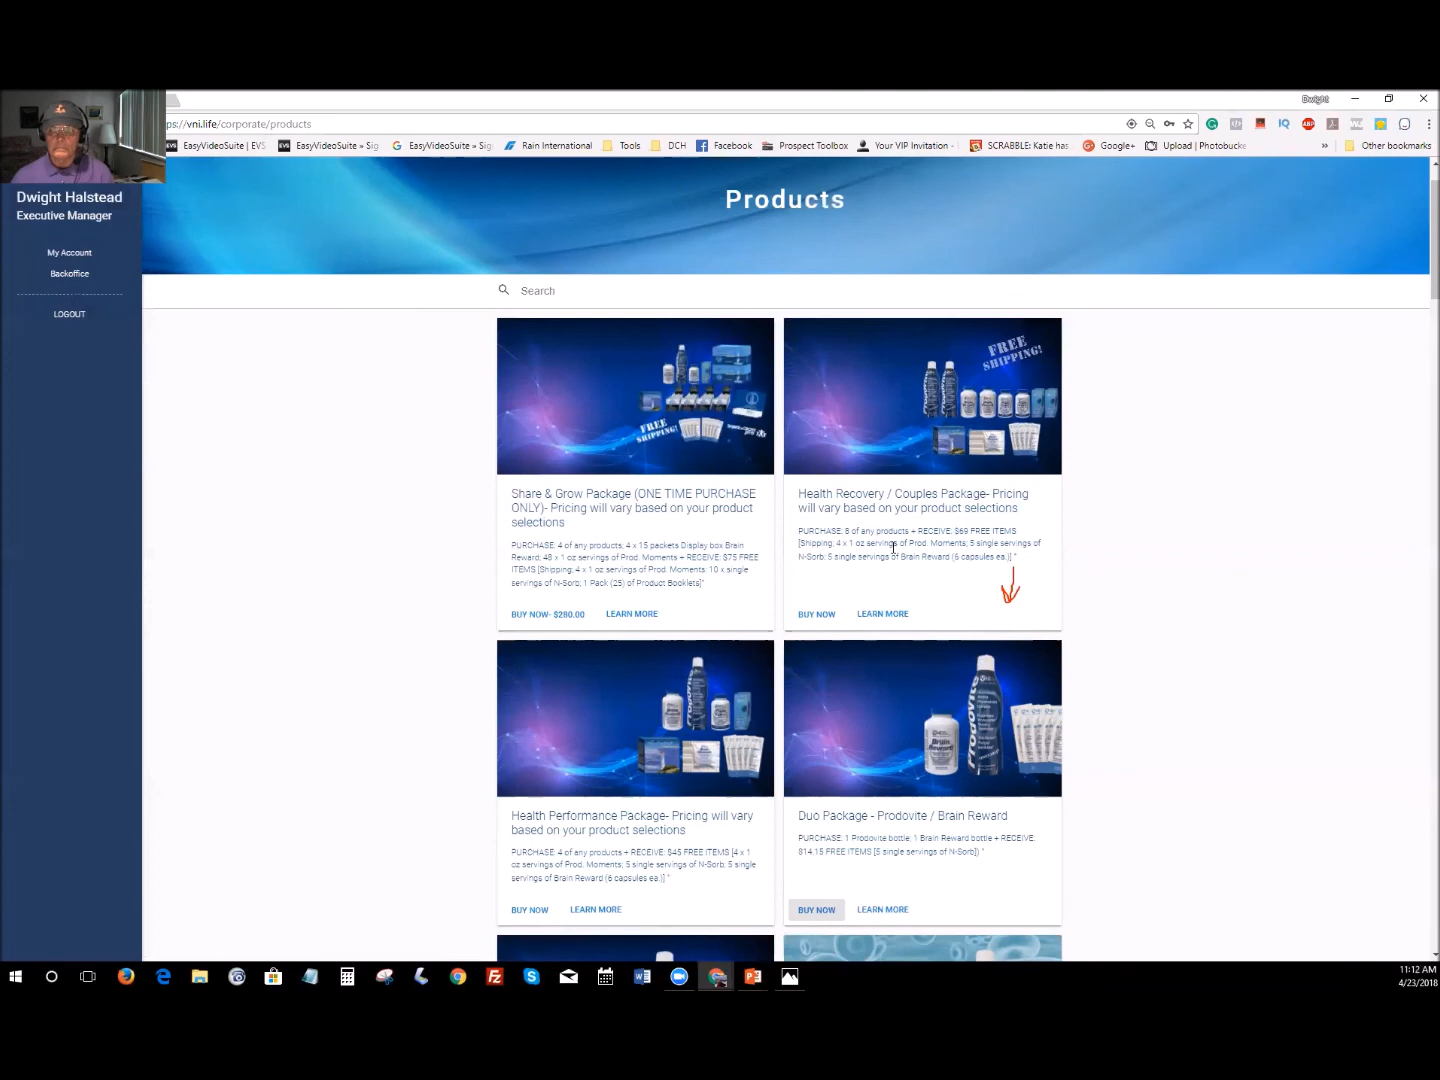 Dwight
ps://vni.life/corporate/products
EasyVideoSuite | EVS
EasyVideoSuite » Sig
EasyVideoSuite » Sig
Rain International
Tools
DCH
Facebook
Prospect Toolbox
Your VIP Invitation -
SCRABBLE: Katie has
Google+
Upload | Photobucke
»
Other bookmarks
Dwight Halstead
Executive Manager
My Account
Backoffice
LOGOUT
Products
Search
FREE
SHIPPING!
FREE
SHIPPING!
Share & Grow Package (ONE TIME PURCHASE
ONLY)- Pricing will vary based on your product
selections
PURCHASE: 4 of any products; 4 x 15 packets Display box Brain
Reward; 48 x 1 oz servings of Prod. Moments + RECEIVE: $75 FREE
ITEMS [Shipping; 4 x 1 oz servings of Prod. Moments; 10 x single
servings of N-Sorb; 1 Pack (25) of Product Booklets]*
BUY NOW- $280.00
LEARN MORE
Health Recovery / Couples Package- Pricing
will vary based on your product selections
PURCHASE: 8 of any products + RECEIVE: $69 FREE ITEMS
[Shipping; 4 x 1 oz servings of Prod. Moments; 5 single servings of
N-Sorb; 5 single servings of Brain Reward (6 capsules ea.)] *
BUY NOW
LEARN MORE
Health Performance Package- Pricing will vary
based on your product selections
PURCHASE: 4 of any products + RECEIVE: $45 FREE ITEMS [4 x 1
oz servings of Prod. Moments; 5 single servings of N-Sorb; 5 single
servings of Brain Reward (6 capsules ea.)] *
BUY NOW
LEARN MORE
Brain
Reward
Prodovite
Duo Package - Prodovite / Brain Reward
PURCHASE: 1 Prodovite bottle; 1 Brain Reward bottle + RECEIVE:
$14.15 FREE ITEMS [5 single servings of N-Sorb]) *
BUY NOW
LEARN MORE
11:12 AM
4/23/2018